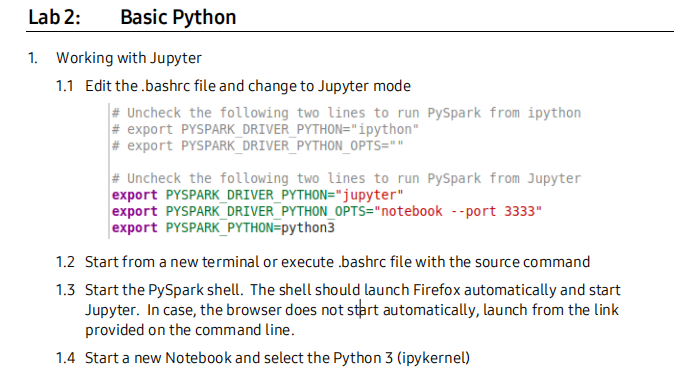 Lab 2: Basic Python
1. Working with Jupyter
1.1 Edit the .bashrc file and change to Jupyter mode
# Uncheck the following two lines to run PySpark from ipython
# export PYSPARK_DRIVER_PYTHON="ipython"
# export PYSPARK_DRIVER_PYTHON_OPTS=""
# Uncheck the following two lines to run PySpark from Jupyter
export PYSPARK_DRIVER_PYTHON="jupyter"
export PYSPARK_DRIVER_PYTHON_OPTS="notebook --port 3333"
export PYSPARK_PYTHON=python3
1.2 Start from a new terminal or execute .bashrc file with the source command
1.3 Start the PySpark shell. The shell should launch Firefox automatically and start
Jupyter. In case, the browser does not start automatically, launch from the link
provided on the command line.
1.4 Start a new Notebook and select the Python 3 (ipykernel)